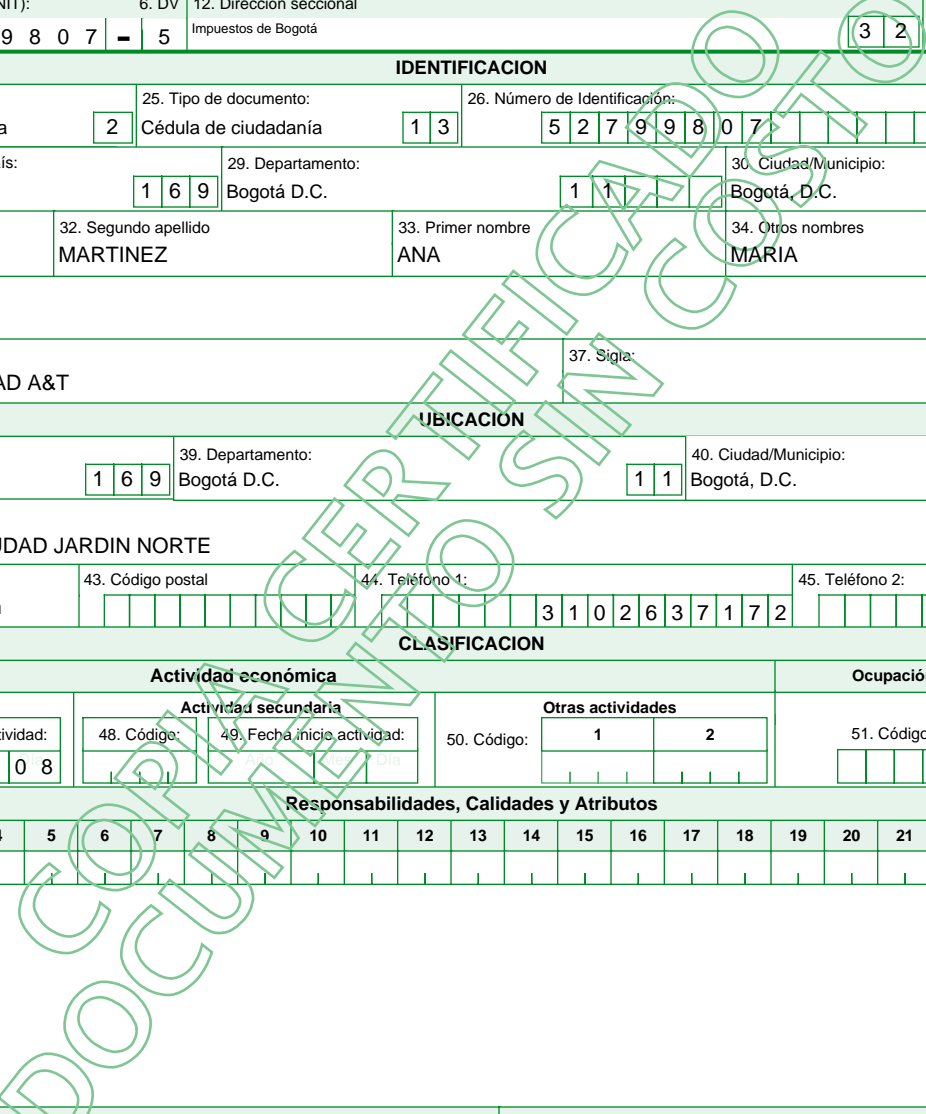 NIT): 6. DV 12. Dirección seccional
9 8 0 7 - 5 Impuestos de Bogotá 3 2
IDENTIFICACION
25. Tipo de documento: 26. Número de Identificación:
a 2 Cédula de ciudadanía 1 3 5 2 7 9 9 8 0 7
ís: 29. Departamento: 30. Ciudad/Municipio:
1 6 9 Bogotá D.C. 1 1 Bogotá, D.C.
32. Segundo apellido 33. Primer nombre 34. Otros nombres
MARTINEZ ANA MARIA
37. Sigla:
AD A&T
UBICACION
39. Departamento: 40. Ciudad/Municipio:
1 6 9 Bogotá D.C. 1 1 Bogotá, D.C.
UDAD JARDIN NORTE
43. Código postal 44. Teléfono 1: 45. Teléfono 2:
3 1 0 2 6 3 7 1 7 2
CLASIFICACION
Actividad económica Ocupació
Actividad secundaria Otras actividades
tividad: 48. Código: 49. Fecha inicio actividad: 50. Código: 1 2 51. Código
0 8 Año Mes Día
Responsabilidades, Calidades y Atributos
5 6 7 8 9 10 11 12 13 14 15 16 17 18 19 20 21
COPIA CERTIFICADO
DOCUMENTO SIN COSTO